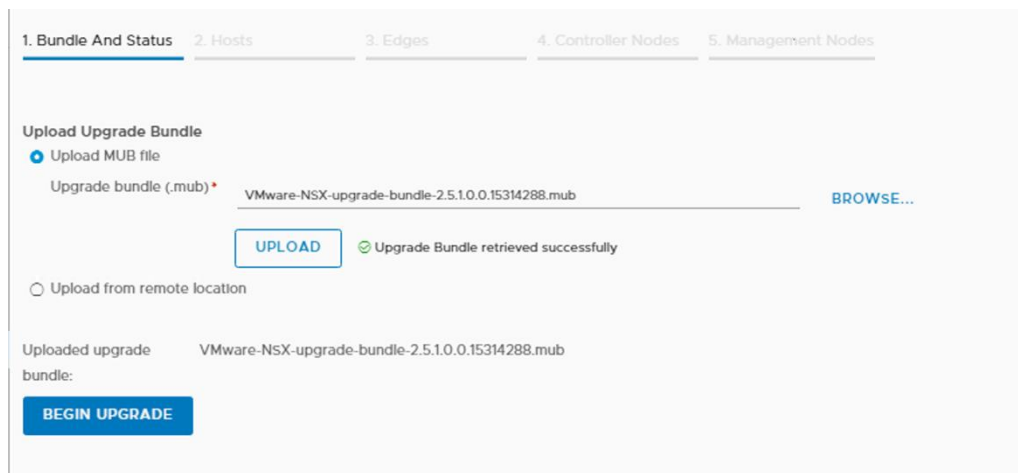 1. Bundle And Status 2. Hosts 3. Edges 4. Controller Nodes 5. Management Nodes
Upload Upgrade Bundle
Upload MUB file
Upgrade bundle (.mub)* VMware-NSX-upgrade-bundle-2.5.1.0.0.15314288.mub BROWSE...
UPLOAD Upgrade Bundle retrieved successfully
Upload from remote location
Uploaded upgrade VMware-NSX-upgrade-bundle-2.5.1.0.0.15314288.mub
bundle:
BEGIN UPGRADE